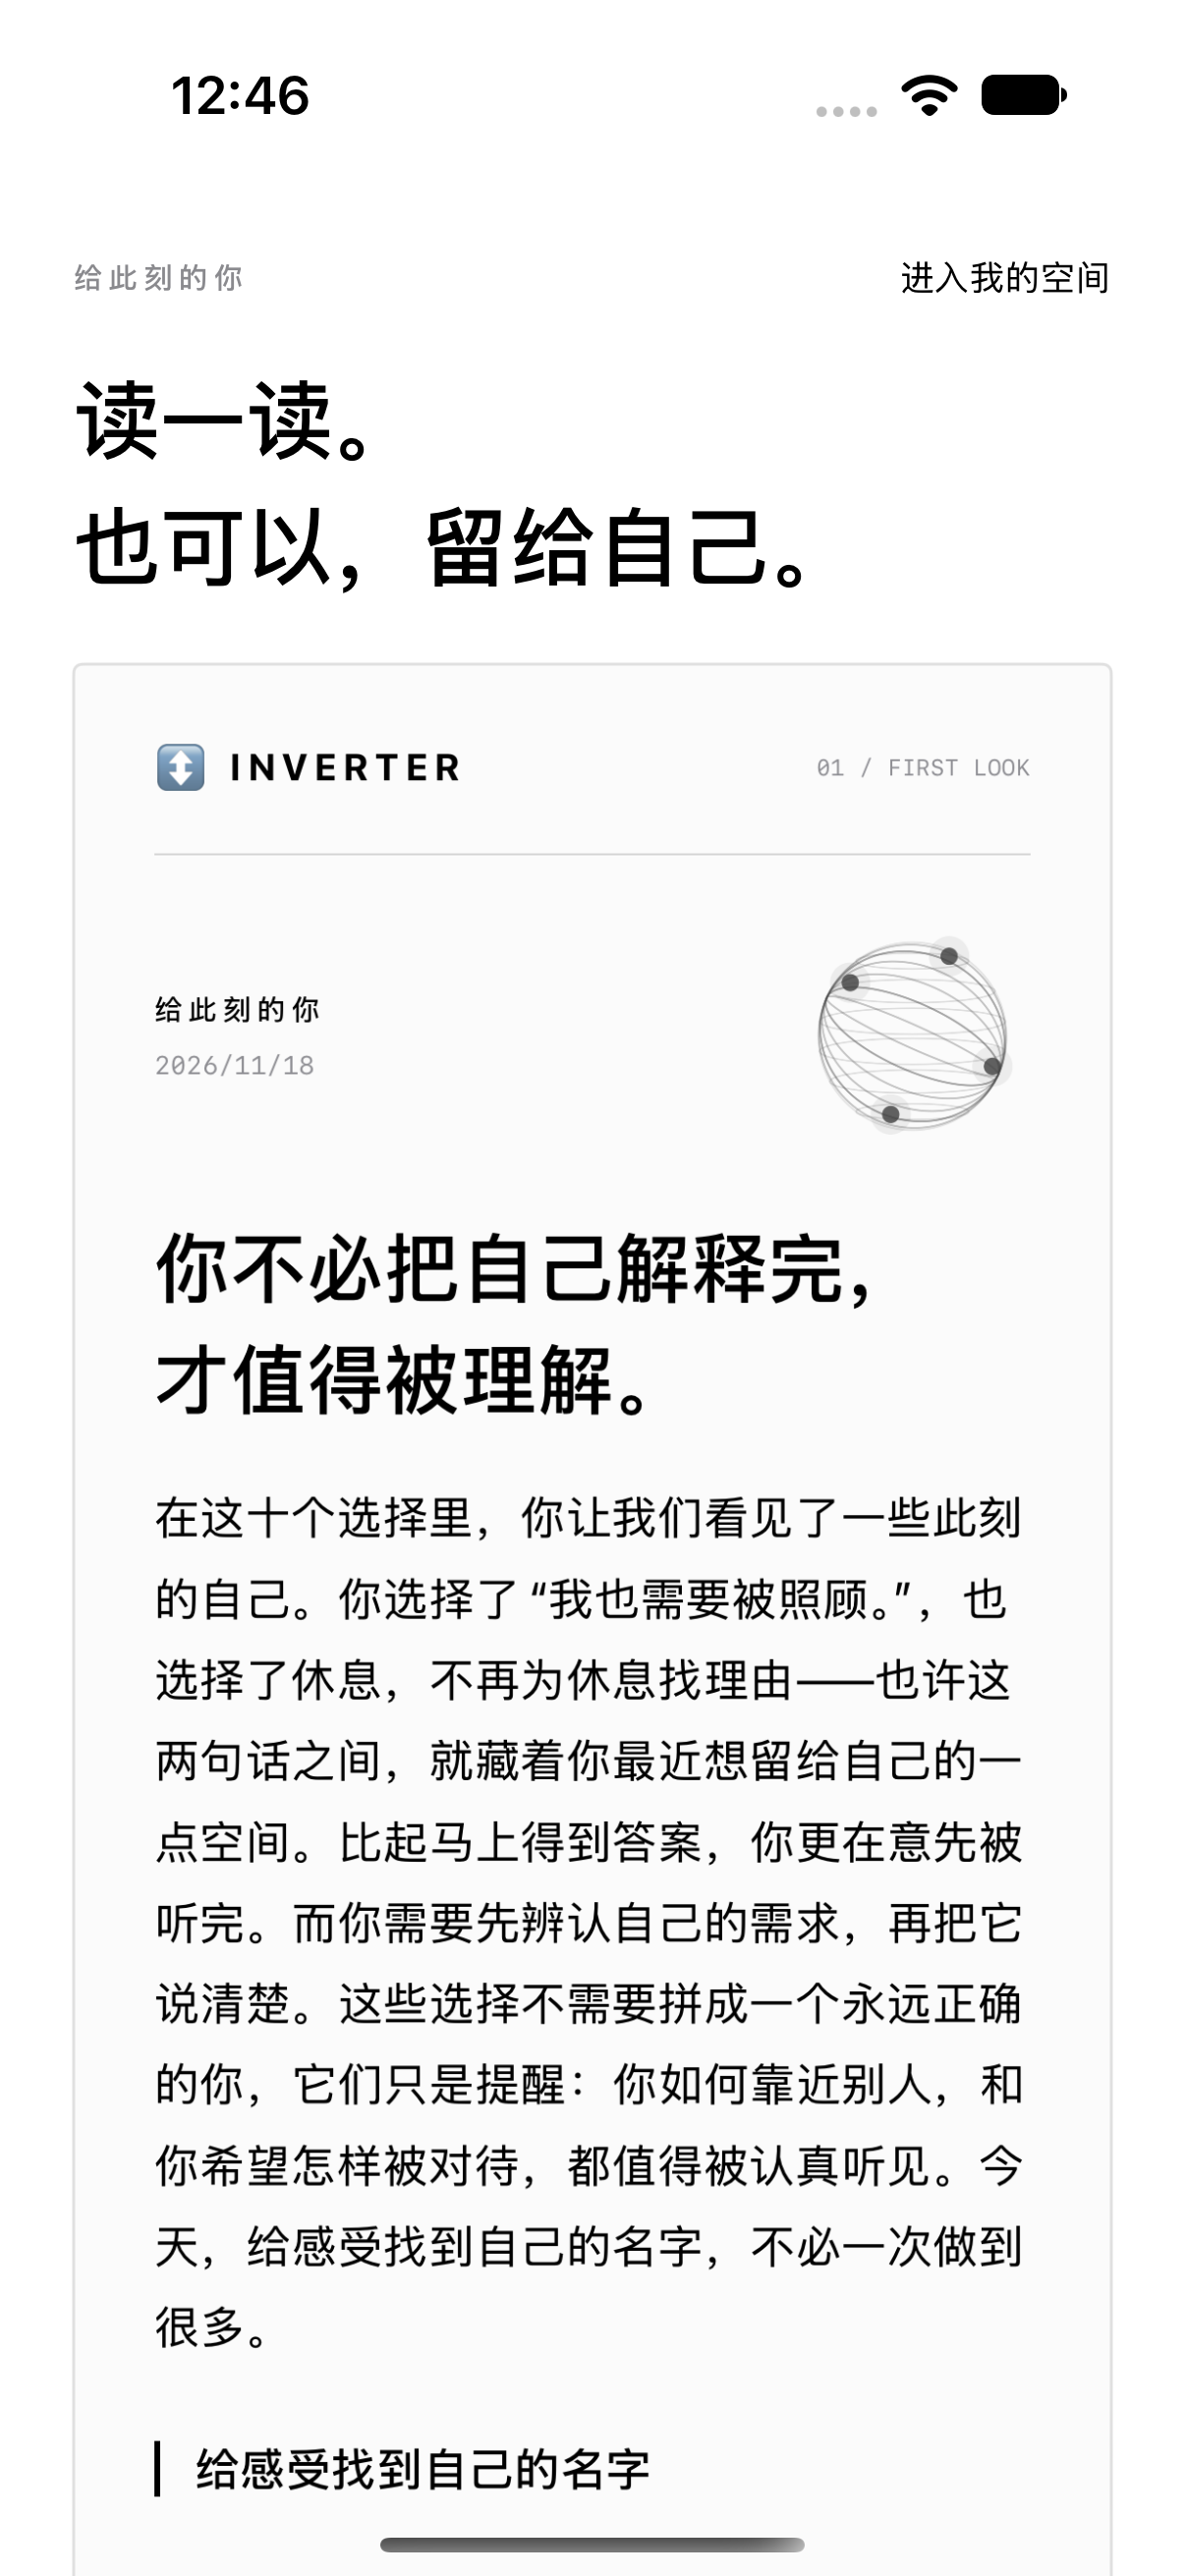 12:46
给此刻的你
进入我的空间
读一读。
也可以，留给自己。
INVERTER
01 / FIRST LOOK
给此刻的你
2026/11/18
你不必把自己解释完，
才值得被理解。
在这十个选择里，你让我们看见了一些此刻
的自己。你选择了“我也需要被照顾。”，也
选择了休息，不再为休息找理由——也许这
两句话之间，就藏着你最近想留给自己的一
点空间。比起马上得到答案，你更在意先被
听完。而你需要先辨认自己的需求，再把它
说清楚。这些选择不需要拼成一个永远正确
的你，它们只是提醒：你如何靠近别人，和
你希望怎样被对待，都值得被认真听见。今
天，给感受找到自己的名字，不必一次做到
很多。
给感受找到自己的名字